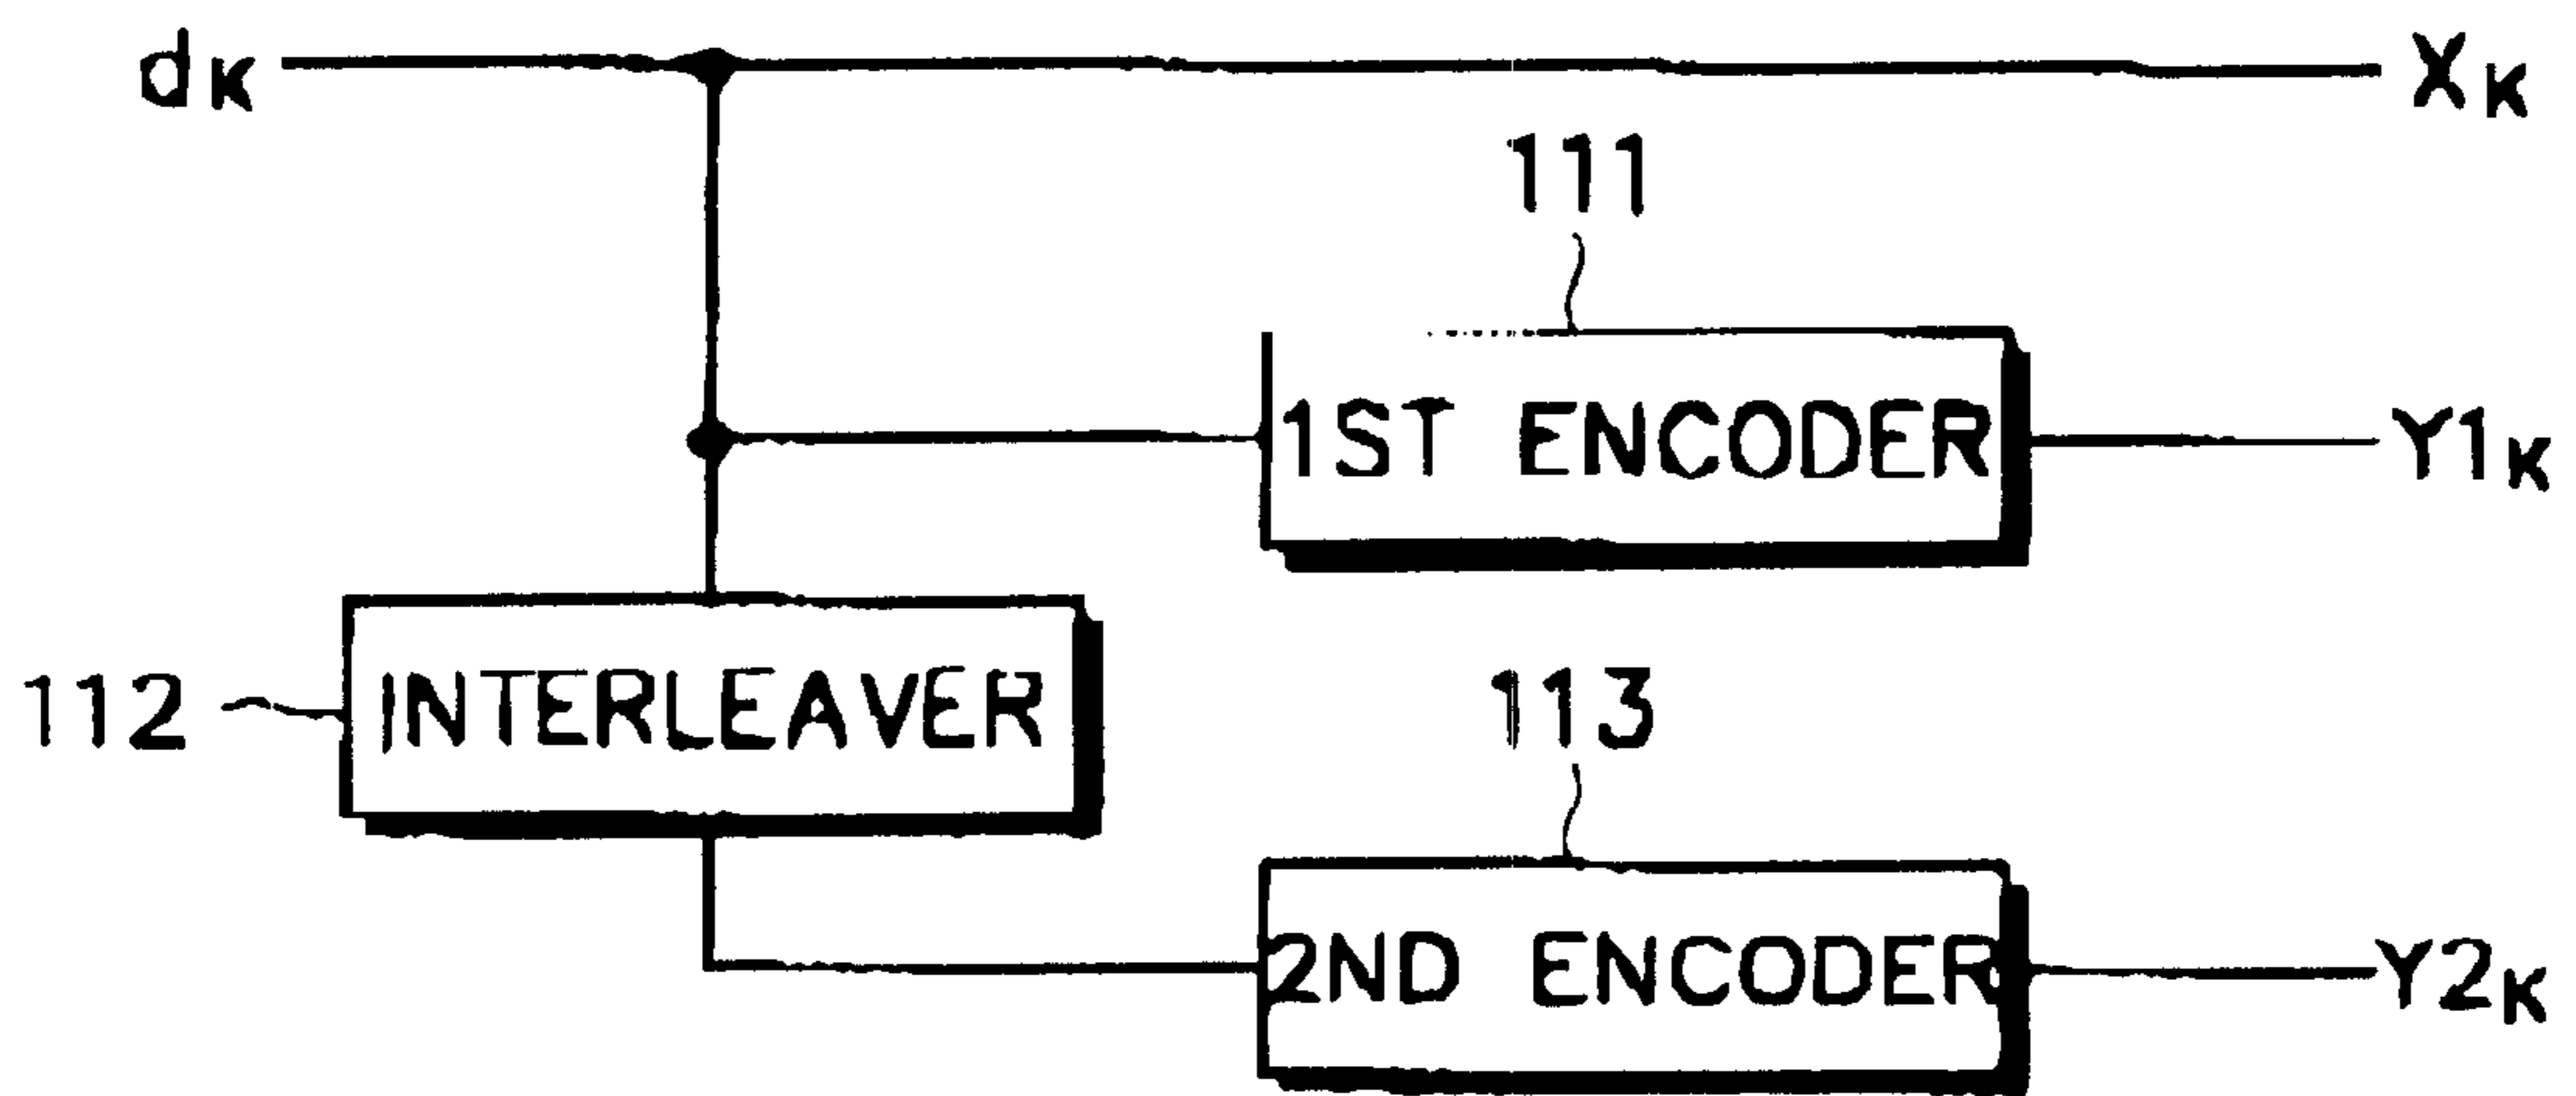 dK
XK
111
1ST ENCODER
Y1K
112
INTERLEAVER
113
2ND ENCODER
Y2K